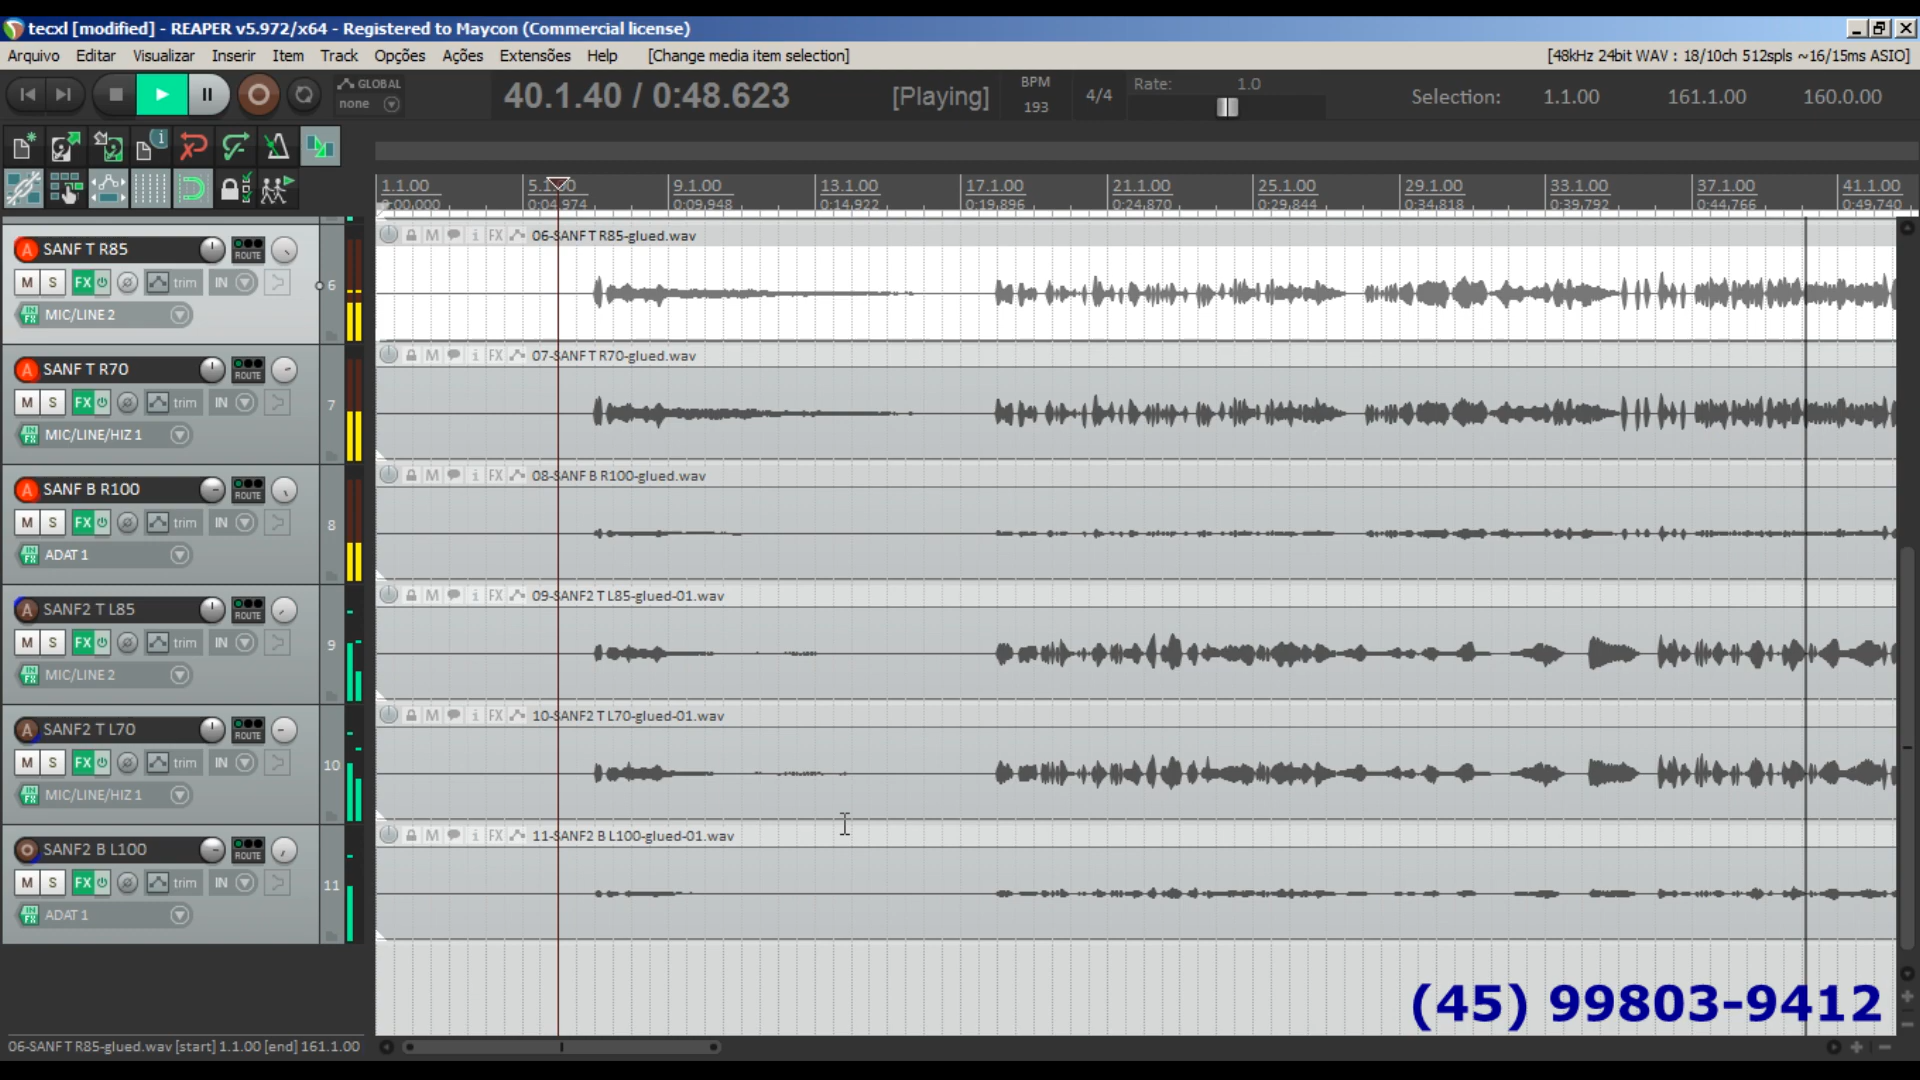 tecxl [modified] - REAPER v5.972/x64 - Registered to Maycon (Commercial license)
Arquivo Editar Visualizar Inserir Item Track Opções Ações Extensões Help [Change media item selection] [48kHz 24bit WAV : 18/10ch 512spls ~16/15ms ASIO]
GLOBAL
none
40.1.40 / 0:48.623 [Playing]
BPM
193
4/4
Rate: 1.0
Selection: 1.1.00 161.1.00 160.0.00
1.1.00 5.1.00 9.1.00 13.1.00 17.1.00 21.1.00 25.1.00 29.1.00 33.1.00 37.1.00 41.1.00
0:00,000 0:04,974 0:09,948 0:14,922 0:19,896 0:24,870 0:29,844 0:34,818 0:39,792 0:44,766 0:49,740
SANF T R85 ROUTE
M S FX trim IN 6
MIC/LINE 2
M i FX 06-SANF T R85-glued.wav
SANF T R70 ROUTE
M S FX trim IN 7
MIC/LINE/HIZ 1
M i FX 07-SANF T R70-glued.wav
SANF B R100 ROUTE
M S FX trim IN 8
ADAT 1
M i FX 08-SANF B R100-glued.wav
SANF2 T L85 ROUTE
M S FX trim IN 9
MIC/LINE 2
M i FX 09-SANF2 T L85-glued-01.wav
SANF2 T L70 ROUTE
M S FX trim IN 10
MIC/LINE/HIZ 1
M i FX 10-SANF2 T L70-glued-01.wav
SANF2 B L100 ROUTE
M S FX trim IN 11
ADAT 1
M i FX 11-SANF2 B L100-glued-01.wav
(45) 99803-9412
06-SANF T R85-glued.wav [start] 1.1.00 [end] 161.1.00